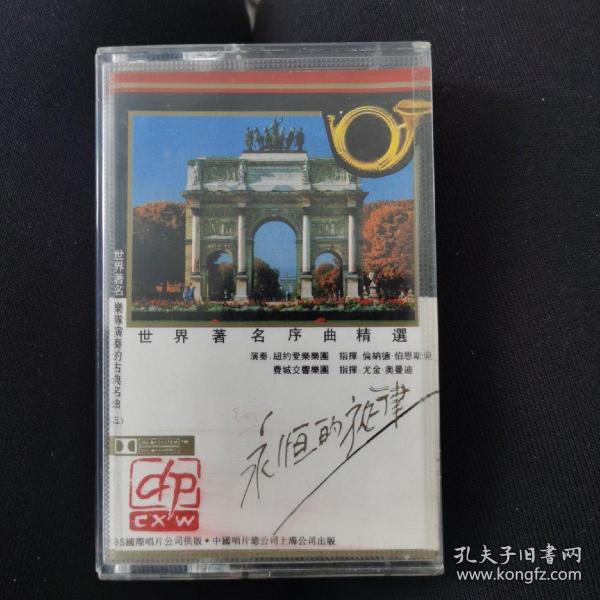 世界著名序曲精選
演奏:紐約愛樂樂團 指揮:倫納德·伯恩斯坦
費城交響樂團 指揮:尤金·奧曼迪
世界著名樂隊演奏的古典名曲(五)
永恒的旋律
CXW
BS國際唱片公司供版·中國唱片總公司上海公司出版
孔夫子旧书网
www.kongfz.com